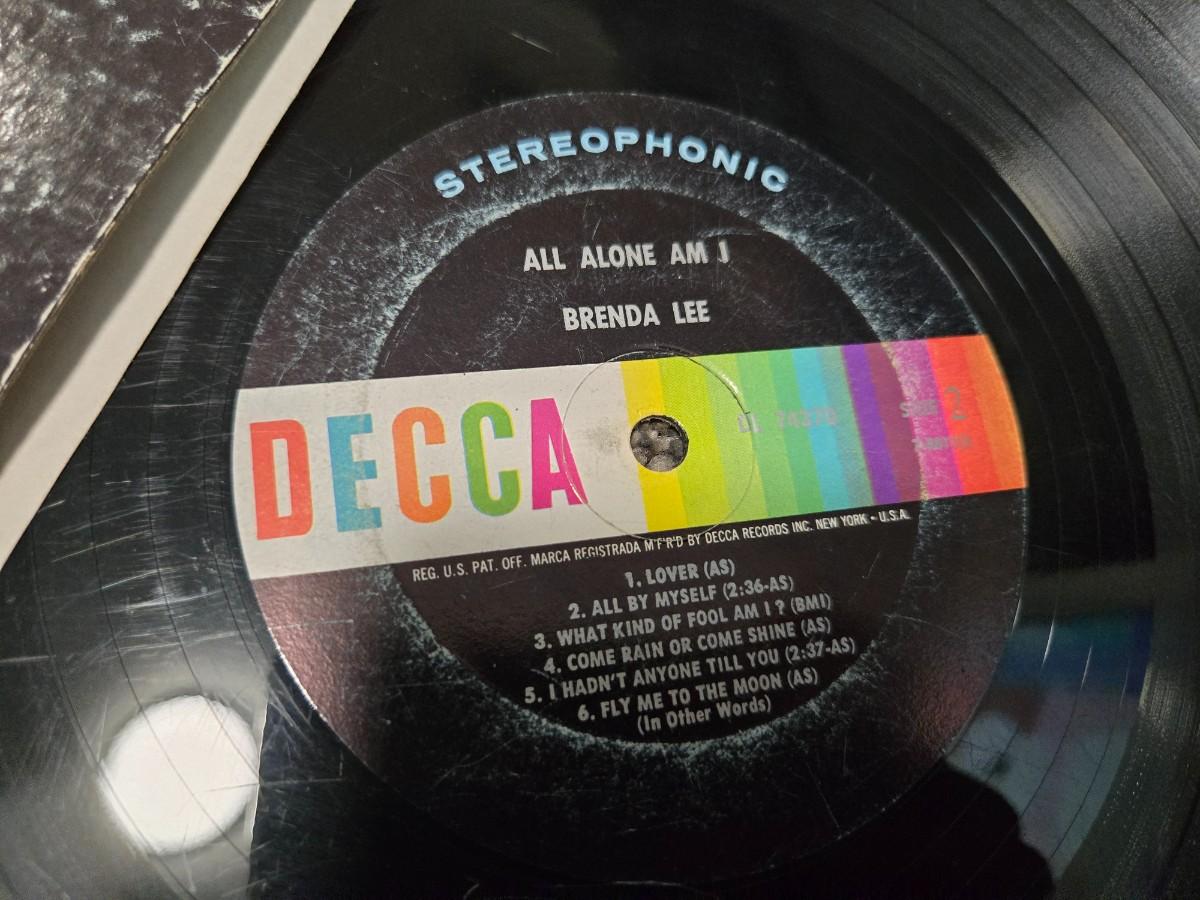 STEREOPHONIC
ALL ALONE AM I
BRENDA LEE
DECCA
DL 74370
SIDE 2
REG. U.S. PAT. OFF. MARCA REGISTRADA M'F'R'D BY DECCA RECORDS INC. NEW YORK - U.S.A.
1. LOVER (AS)
2. ALL BY MYSELF (2:36-AS)
3. WHAT KIND OF FOOL AM I ? (BMI)
4. COME RAIN OR COME SHINE (AS)
5. I HADN'T ANYONE TILL YOU (2:37-AS)
6. FLY ME TO THE MOON (AS)
(In Other Words)